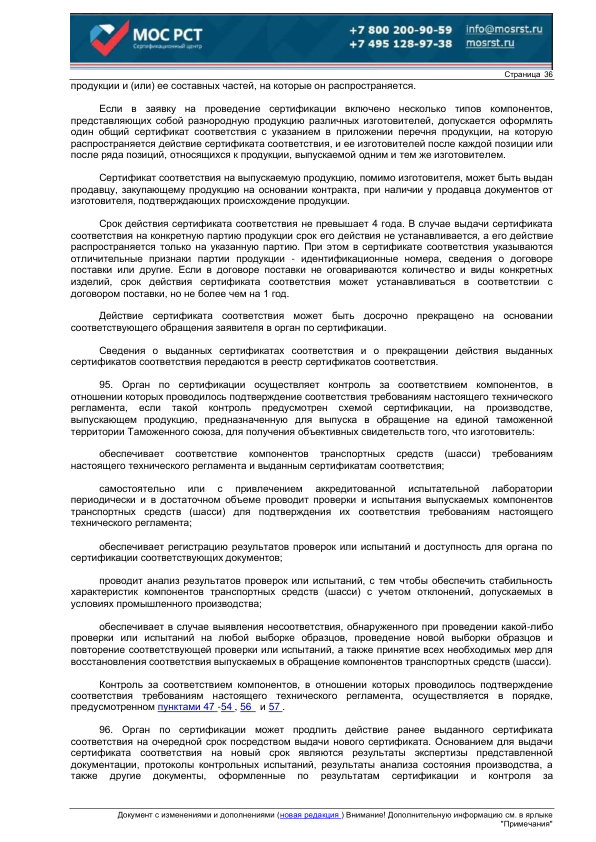 МОС РСТ
Сертификационный центр
+7 800 200-90-59 info@mosrst.ru
+7 495 128-97-38 mosrst.ru
Страница 36
продукции и (или) ее составных частей, на которые он распространяется.
Если в заявку на проведение сертификации включено несколько типов компонентов,
представляющих собой разнородную продукцию различных изготовителей, допускается оформлять
один общий сертификат соответствия с указанием в приложении перечня продукции, на которую
распространяется действие сертификата соответствия, и ее изготовителей после каждой позиции или
после ряда позиций, относящихся к продукции, выпускаемой одним и тем же изготовителем.
Сертификат соответствия на выпускаемую продукцию, помимо изготовителя, может быть выдан
продавцу, закупающему продукцию на основании контракта, при наличии у продавца документов от
изготовителя, подтверждающих происхождение продукции.
Срок действия сертификата соответствия не превышает 4 года. В случае выдачи сертификата
соответствия на конкретную партию продукции срок его действия не устанавливается, а его действие
распространяется только на указанную партию. При этом в сертификате соответствия указываются
отличительные признаки партии продукции - идентификационные номера, сведения о договоре
поставки или другие. Если в договоре поставки не оговариваются количество и виды конкретных
изделий, срок действия сертификата соответствия может устанавливаться в соответствии с
договором поставки, но не более чем на 1 год.
Действие сертификата соответствия может быть досрочно прекращено на основании
соответствующего обращения заявителя в орган по сертификации.
Сведения о выданных сертификатах соответствия и о прекращении действия выданных
сертификатов соответствия передаются в реестр сертификатов соответствия.
95. Орган по сертификации осуществляет контроль за соответствием компонентов, в
отношении которых проводилось подтверждение соответствия требованиям настоящего технического
регламента, если такой контроль предусмотрен схемой сертификации, на производстве,
выпускающем продукцию, предназначенную для выпуска в обращение на единой таможенной
территории Таможенного союза, для получения объективных свидетельств того, что изготовитель:
обеспечивает соответствие компонентов транспортных средств (шасси) требованиям
настоящего технического регламента и выданным сертификатам соответствия;
самостоятельно или с привлечением аккредитованной испытательной лаборатории
периодически и в достаточном объеме проводит проверки и испытания выпускаемых компонентов
транспортных средств (шасси) для подтверждения их соответствия требованиям настоящего
технического регламента;
обеспечивает регистрацию результатов проверок или испытаний и доступность для органа по
сертификации соответствующих документов;
проводит анализ результатов проверок или испытаний, с тем чтобы обеспечить стабильность
характеристик компонентов транспортных средств (шасси) с учетом отклонений, допускаемых в
условиях промышленного производства;
обеспечивает в случае выявления несоответствия, обнаруженного при проведении какой-либо
проверки или испытаний на любой выборке образцов, проведение новой выборки образцов и
повторение соответствующей проверки или испытаний, а также принятие всех необходимых мер для
восстановления соответствия выпускаемых в обращение компонентов транспортных средств (шасси).
Контроль за соответствием компонентов, в отношении которых проводилось подтверждение
соответствия требованиям настоящего технического регламента, осуществляется в порядке,
предусмотренном пунктами 47 -54 , 56 и 57 .
96. Орган по сертификации может продлить действие ранее выданного сертификата
соответствия на очередной срок посредством выдачи нового сертификата. Основанием для выдачи
сертификата соответствия на новый срок являются результаты экспертизы представленной
документации, протоколы контрольных испытаний, результаты анализа состояния производства, а
также другие документы, оформленные по результатам сертификации и контроля за
Документ с изменениями и дополнениями (новая редакция ) Внимание! Дополнительную информацию см. в ярлыке
"Примечания"